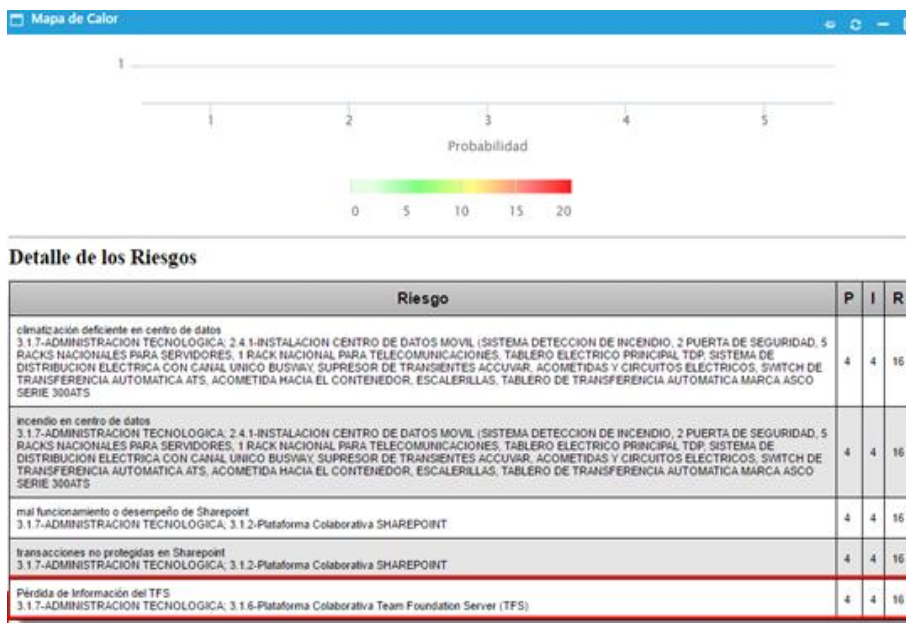 Mapa de Calor
1
1 2 3 4 5
Probabilidad
0 5 10 15 20
Detalle de los Riesgos
Riesgo P I R
climatización deficiente en centro de datos
3.1.7-ADMINISTRACION TECNOLOGICA; 2.4.1-INSTALACION CENTRO DE DATOS MOVIL (SISTEMA DETECCION DE INCENDIO, 2 PUERTA DE SEGURIDAD, 5
RACKS NACIONALES PARA SERVIDORES, 1 RACK NACIONAL PARA TELECOMUNICACIONES, TABLERO ELECTRICO PRINCIPAL TDP, SISTEMA DE
DISTRIBUCION ELECTRICA CON CANAL UNICO BUSWAY, SUPRESOR DE TRANSIENTES ACCUVAR, ACOMETIDAS Y CIRCUITOS ELECTRICOS, SWITCH DE
TRANSFERENCIA AUTOMATICA ATS, ACOMETIDA HACIA EL CONTENEDOR, ESCALERILLAS, TABLERO DE TRANSFERENCIA AUTOMATICA MARCA ASCO
SERIE 300ATS
4 4 16
incendio en centro de datos
3.1.7-ADMINISTRACION TECNOLOGICA; 2.4.1-INSTALACION CENTRO DE DATOS MOVIL (SISTEMA DETECCION DE INCENDIO, 2 PUERTA DE SEGURIDAD, 5
RACKS NACIONALES PARA SERVIDORES, 1 RACK NACIONAL PARA TELECOMUNICACIONES, TABLERO ELECTRICO PRINCIPAL TDP, SISTEMA DE
DISTRIBUCION ELECTRICA CON CANAL UNICO BUSWAY, SUPRESOR DE TRANSIENTES ACCUVAR, ACOMETIDAS Y CIRCUITOS ELECTRICOS, SWITCH DE
TRANSFERENCIA AUTOMATICA ATS, ACOMETIDA HACIA EL CONTENEDOR, ESCALERILLAS, TABLERO DE TRANSFERENCIA AUTOMATICA MARCA ASCO
SERIE 300ATS
4 4 16
mal funcionamiento o desempeño de Sharepoint
3.1.7-ADMINISTRACION TECNOLOGICA; 3.1.2-Plataforma Colaborativa SHAREPOINT
4 4 16
transacciones no protegidas en Sharepoint
3.1.7-ADMINISTRACION TECNOLOGICA; 3.1.2-Plataforma Colaborativa SHAREPOINT
4 4 16
Pérdida de Información del TFS
3.1.7-ADMINISTRACION TECNOLOGICA; 3.1.6-Plataforma Colaborativa Team Foundation Server (TFS)
4 4 16